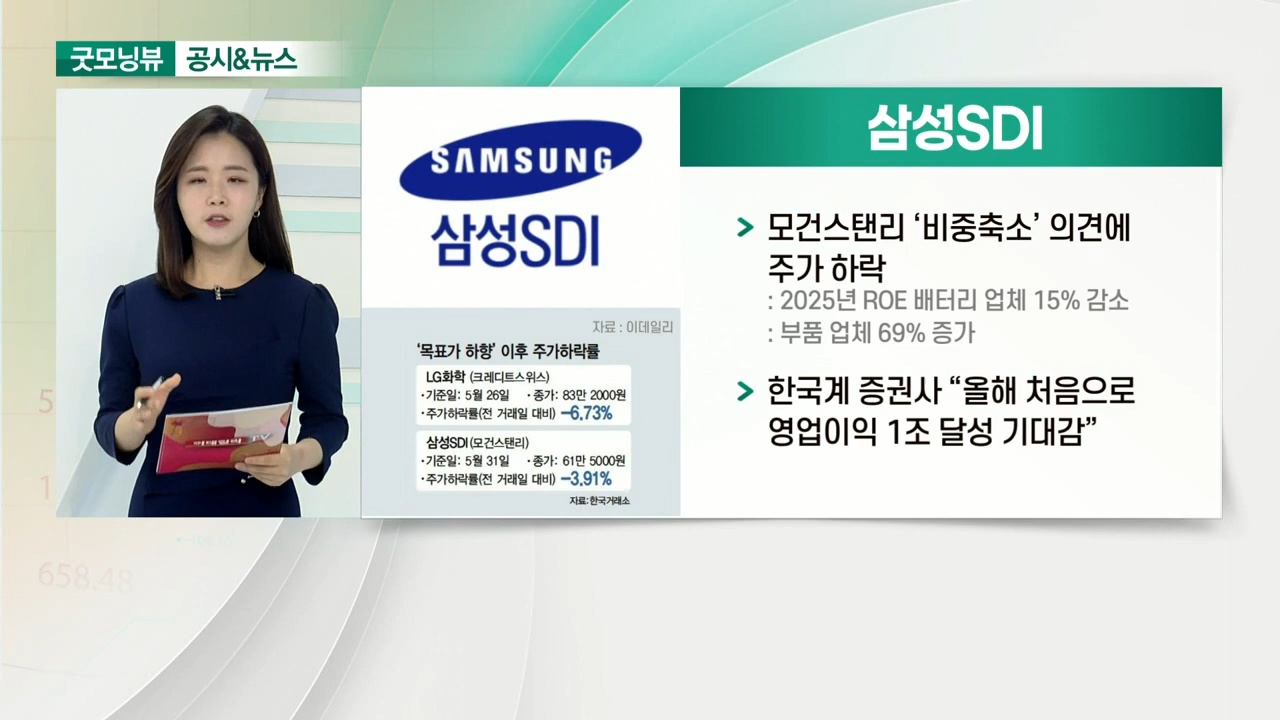 굿모닝뷰 공시&뉴스
SAMSUNG
삼성SDI
자료 : 이데일리
‘목표가 하향’ 이후 주가하락률
LG화학 (크레디트스위스)
·기준일: 5월 26일 ·종가: 83만 2000원
·주가하락률(전 거래일 대비) –6.73%
삼성SDI (모건스탠리)
·기준일: 5월 31일 ·종가: 61만 5000원
·주가하락률(전 거래일 대비) –3.91%
자료: 한국거래소
삼성SDI
> 모건스탠리 ‘비중축소’ 의견에
주가 하락
: 2025년 ROE 배터리 업체 15% 감소
: 부품 업체 69% 증가
> 한국계 증권사 “올해 처음으로
영업이익 1조 달성 기대감”
658.48